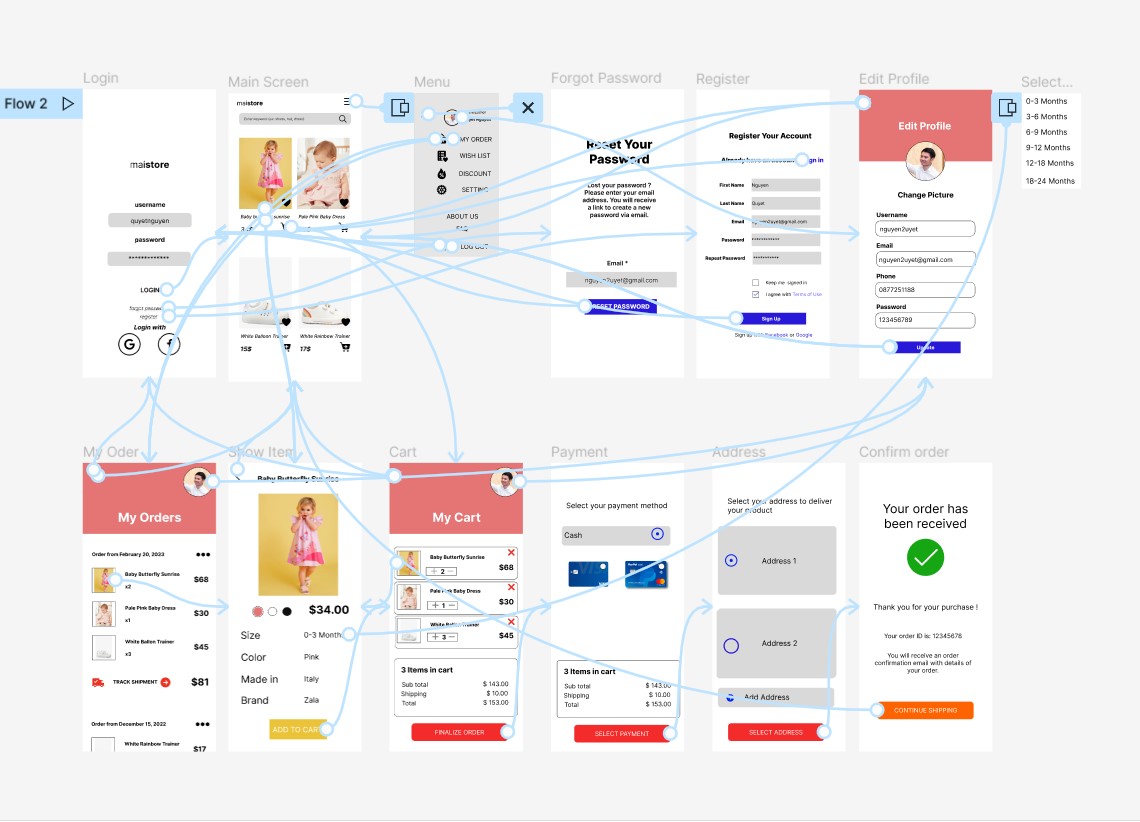 Flow 2
Login
maistore
username
quyetnguyen
password
*************
LOGIN
register
Login with
Main Screen
maistore
Enter keyword (ex: shoes, hat, shirt)
Pale Pink Baby Dress
White Balloon Trainer
15$
White Rainbow Trainer
17$
Menu
MY ORDER
WISH LIST
DISCOUNT
SETTING
ABOUT US
LOG OUT
Forgot Password
Reset Your
Password
Lost your password ?
Please enter your email
address. You will receive
a link to create a new
password via email.
Email *
nguyen2uyet@gmail.com
RESET PASSWORD
Register
Register Your Account
Already have an account? Sign in
First Name
Nguyen
Last Name
Quyet
Email
nguyen2uyet@gmail.com
Password
************
Repeat Password
***********
Keep me signed in
I agree with Terms of Use
Sign Up
Sign up with Facebook or Google
Edit Profile
Edit Profile
Change Picture
Username
nguyen2uyet
Email
nguyen2uyet@gmail.com
Phone
0877251188
Password
123456789
Update
Select...
0-3 Months
3-6 Months
6-9 Months
9-12 Months
12-18 Months
18-24 Months
My Oder
My Orders
Order from February 20, 2023
Baby Butterfly Sunrise
x2
$68
Pale Pink Baby Dress
x1
$30
White Ballon Trainer
x3
$45
TRACK SHIPMENT
$81
Order from December 15, 2022
White Rainbow Trainer
$17
Show Item
Baby Butterfly Sunrise
$34.00
Size
0-3 Month
Color
Pink
Made in
Italy
Brand
Zala
ADD TO CART
Cart
My Cart
Baby Butterfly Sunrise
+ 2 −
$68
Pale Pink Baby Dress
+ 1 −
$30
White Ballon Trainer
+ 3 −
$45
3 Items in cart
Sub total
$ 143.00
Shipping
$ 10.00
Total
$ 153.00
FINALIZE ORDER
Payment
Select your payment method
Cash
3 Items in cart
Sub total
$ 143.00
Shipping
$ 10.00
Total
$ 153.00
SELECT PAYMENT
Address
Select your address to deliver
your product
Address 1
Address 2
Add Address
SELECT ADDRESS
Confirm order
Your order has
been received
Thank you for your purchase !
Your order ID is: 12345678
You will receive an order
confirmation email with details of
your order.
CONTINUE SHIPPING